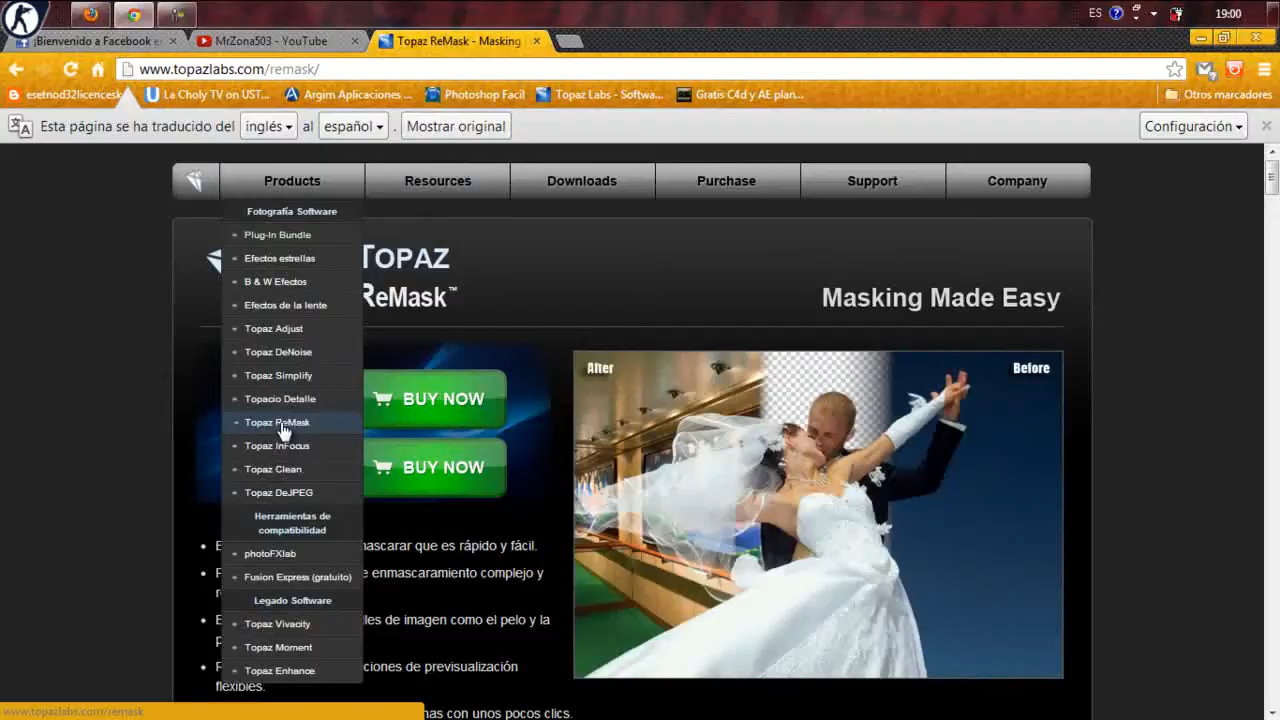 ES
19:00
¡Bienvenido a Facebook e
MrZona503 - YouTube
Topaz ReMask - Masking
www.topazlabs.com/remask/
esetnod32licencesk
La Choly TV on UST...
Argim Aplicaciones ...
Photoshop Facil
Topaz Labs - Softwa...
Gratis C4d y AE plan...
Otros marcadores
Esta página se ha traducido del
inglés
al
español
.
Mostrar original
Configuración
Products
Resources
Downloads
Purchase
Support
Company
Fotografía Software
Plug-In Bundle
Efectos estrellas
B & W Efectos
Efectos de la lente
Topaz Adjust
Topaz DeNoise
Topaz Simplify
Topacio Detalle
Topaz ReMask
Topaz InFocus
Topaz Clean
Topaz DeJPEG
Herramientas de
compatibilidad
photoFXlab
Fusion Express (gratuito)
Legado Software
Topaz Vivacity
Topaz Moment
Topaz Enhance
TOPAZ
ReMask™
Masking Made Easy
BUY NOW
BUY NOW
After
Before
mascarar que es rápido y fácil.
e enmascaramiento complejo y
les de imagen como el pelo y la
ciones de previsualización
flexibles.
mas con unos pocos clics.
www.topazlabs.com/remask